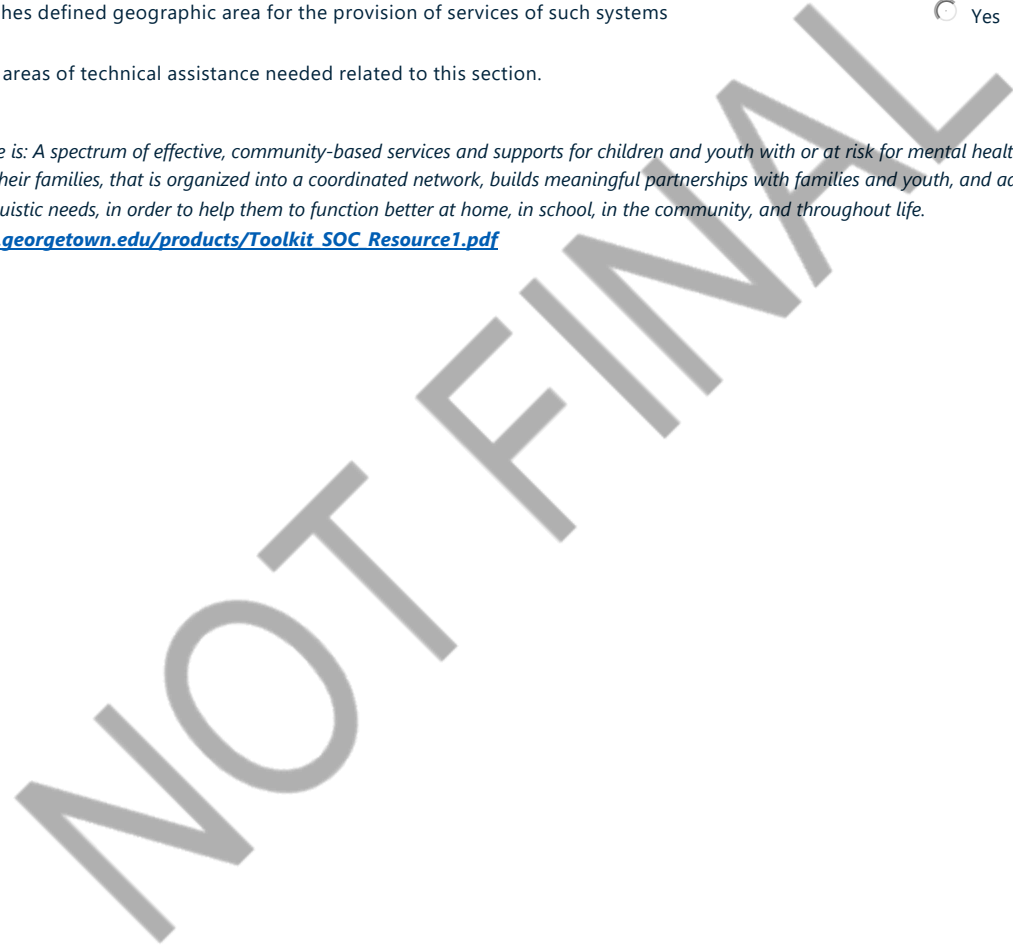 hes defined geographic area for the provision of services of such systems Yes
areas of technical assistance needed related to this section.
e is: A spectrum of effective, community-based services and supports for children and youth with or at risk for mental healt
heir families, that is organized into a coordinated network, builds meaningful partnerships with families and youth, and ad
uistic needs, in order to help them to function better at home, in school, in the community, and throughout life.
.georgetown.edu/products/Toolkit_SOC_Resource1.pdf
NOT FINAL